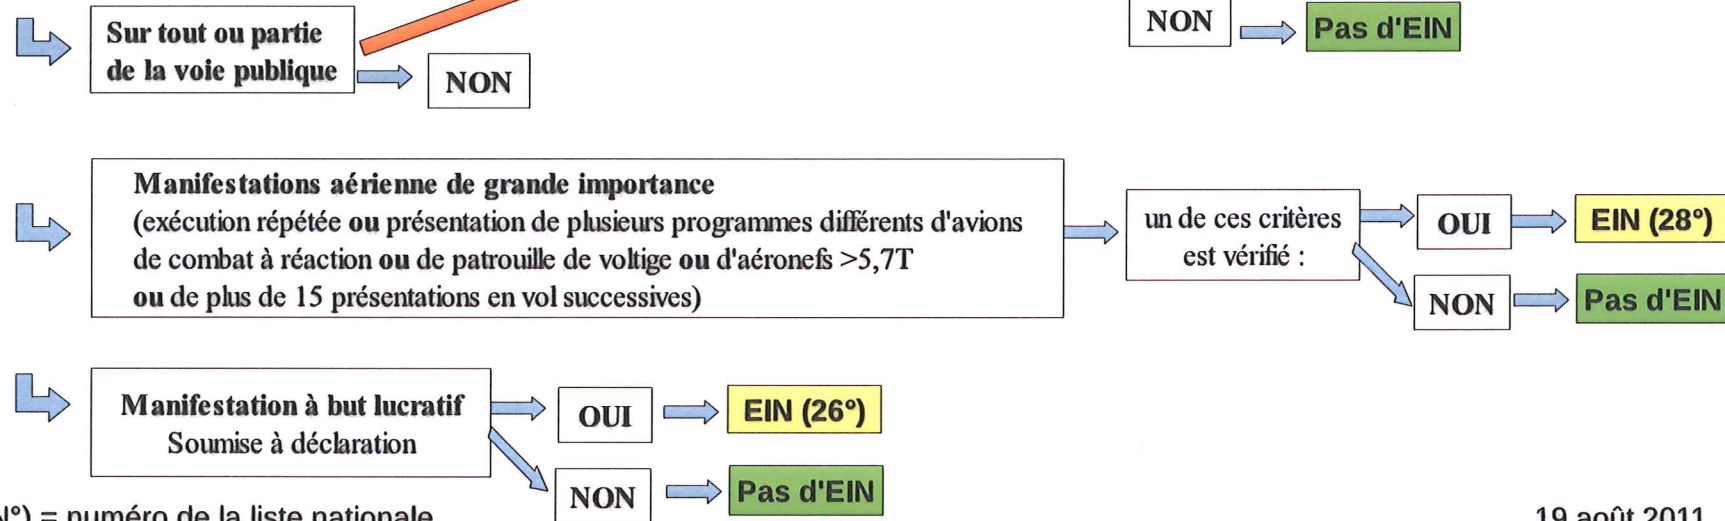 Sur tout ou partie
de la voie publique
NON
NON
Pas d'EIN
Manifestations aérienne de grande importance
(exécution répétée ou présentation de plusieurs programmes différents d'avions
de combat à réaction ou de patrouille de voltige ou d'aéronefs >5,7T
ou de plus de 15 présentations en vol successives)
un de ces critères
est vérifié :
OUI
EIN (28°)
NON
Pas d'EIN
Manifestation à but lucratif
Soumise à déclaration
OUI
EIN (26°)
NON
Pas d'EIN
N°) = numéro de la liste nationale
19 août 2011